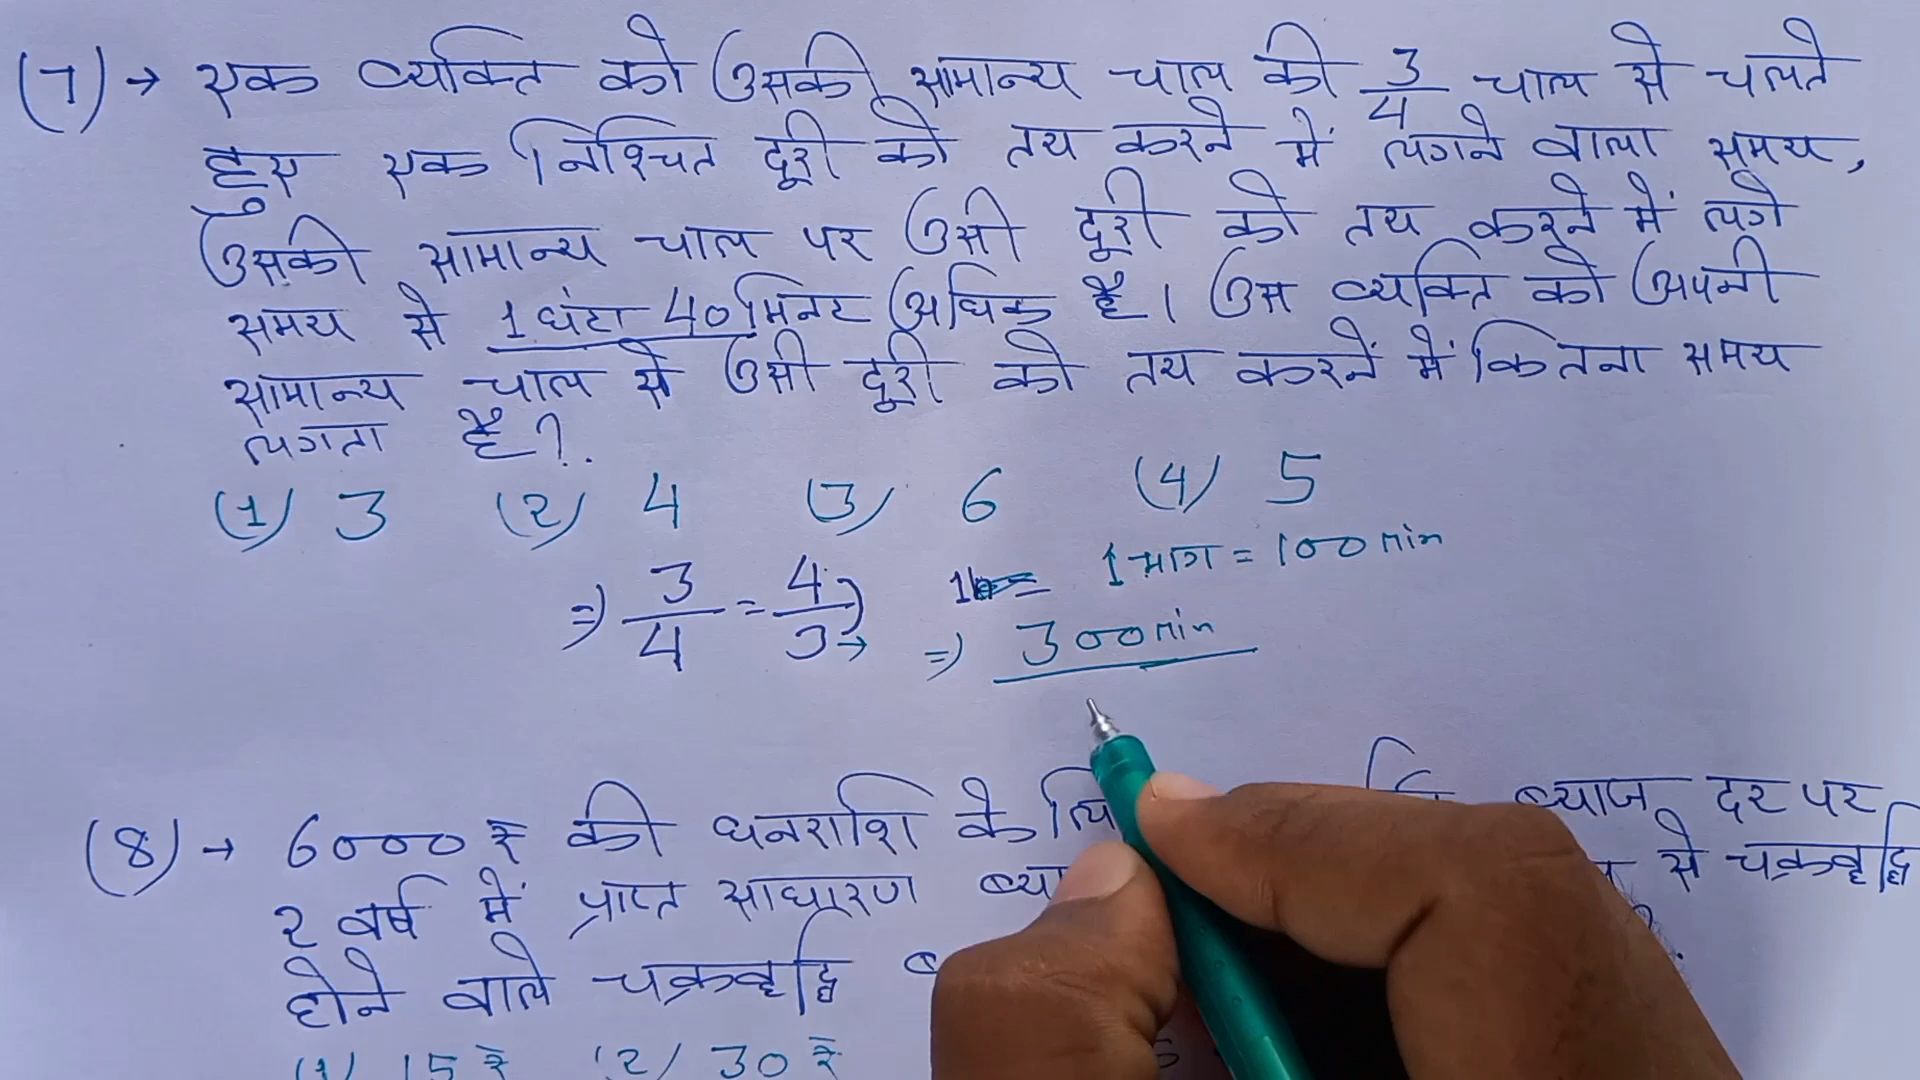 (7) → एक व्यक्ति को उसकी सामान्य चाल की 3/4 चाल से चलते
हुए एक निश्चित दूरी को तय करने में लगने वाला समय,
उसकी सामान्य चाल पर उसी दूरी को तय करने में लगे
समय से 1 घंटा 40 मिनट अधिक है। उस व्यक्ति को अपनी
सामान्य चाल से उसी दूरी को तय करनें में कितना समय
लगता है?
(1) 3 (2) 4 (3) 6 (4) 5
⇒ 3/4 = 4/3 → 1 भाग = 100 min
⇒ 300 min
(8) → 6000 ₹ की धनराशि के ब्याज दर पर
2 वर्ष में प्राप्त साधारण से चक्रवृद्धि
होने वाले चक्रवृद्धि
(1) 15 ₹ (2) 30 ₹